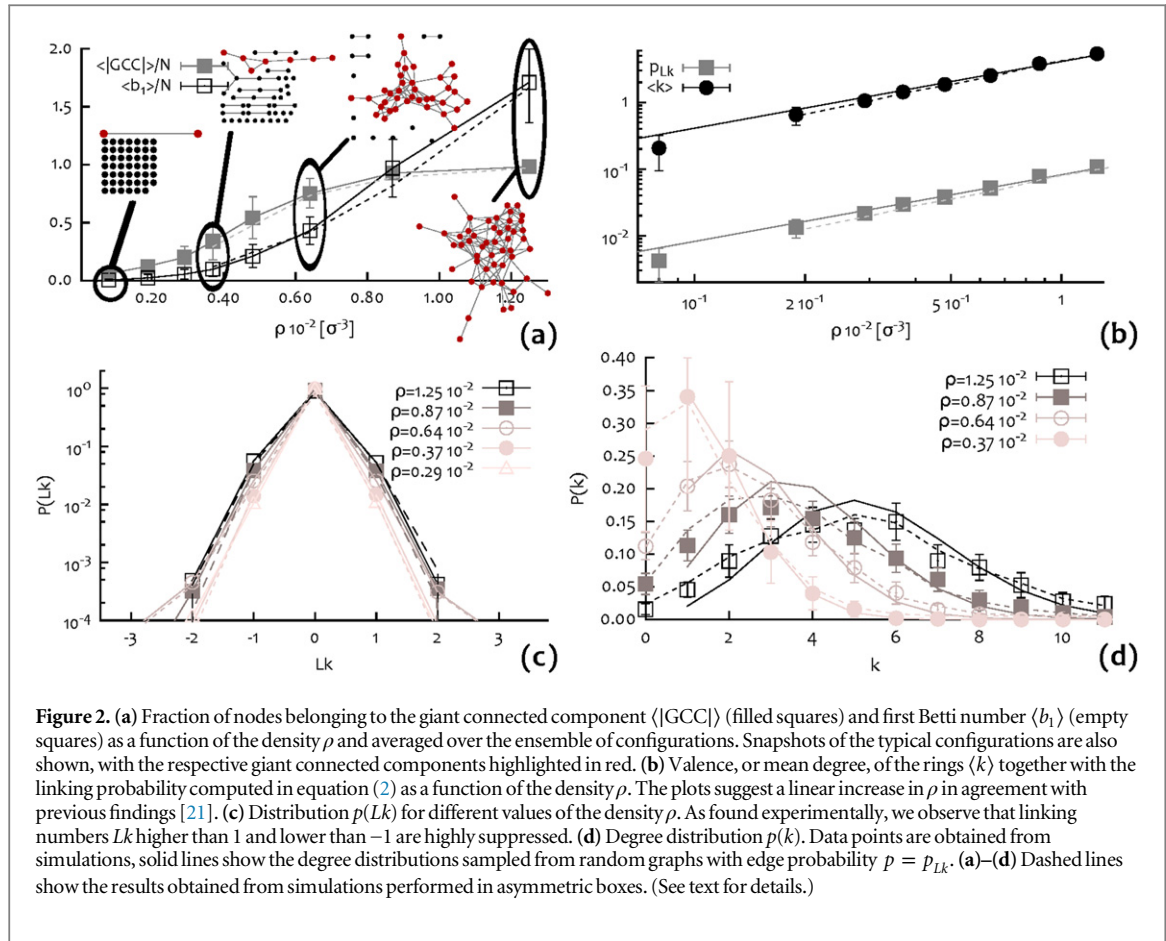 2.0
<|GCC|>/N
<b₁>/N
1.5
1.0
0.5
0.0
0.20 0.40 0.60 0.80 1.00 1.20
ρ 10⁻² [σ⁻³]
(a)
p_Lk
<k>
1
10⁻¹
10⁻²
10⁻¹ 2 10⁻¹ 5 10⁻¹ 1
ρ 10⁻² [σ⁻³]
(b)
10⁰
10⁻¹
10⁻²
10⁻³
10⁻⁴
P(Lk)
ρ=1.25 10⁻²
ρ=0.87 10⁻²
ρ=0.64 10⁻²
ρ=0.37 10⁻²
ρ=0.29 10⁻²
-3 -2 -1 0 1 2 3
Lk
(c)
0.40
0.35
0.30
0.25
0.20
0.15
0.10
0.05
0.00
P(k)
ρ=1.25 10⁻²
ρ=0.87 10⁻²
ρ=0.64 10⁻²
ρ=0.37 10⁻²
0 2 4 6 8 10
k
(d)
Figure 2. (a) Fraction of nodes belonging to the giant connected component ⟨|GCC|⟩ (filled squares) and first Betti number ⟨b₁⟩ (empty
squares) as a function of the density ρ and averaged over the ensemble of configurations. Snapshots of the typical configurations are also
shown, with the respective giant connected components highlighted in red. (b) Valence, or mean degree, of the rings ⟨k⟩ together with the
linking probability computed in equation (2) as a function of the density ρ. The plots suggest a linear increase in ρ in agreement with
previous findings [21]. (c) Distribution p(Lk) for different values of the density ρ. As found experimentally, we observe that linking
numbers Lk higher than 1 and lower than −1 are highly suppressed. (d) Degree distribution p(k). Data points are obtained from
simulations, solid lines show the degree distributions sampled from random graphs with edge probability p = p_Lk. (a)–(d) Dashed lines
show the results obtained from simulations performed in asymmetric boxes. (See text for details.)